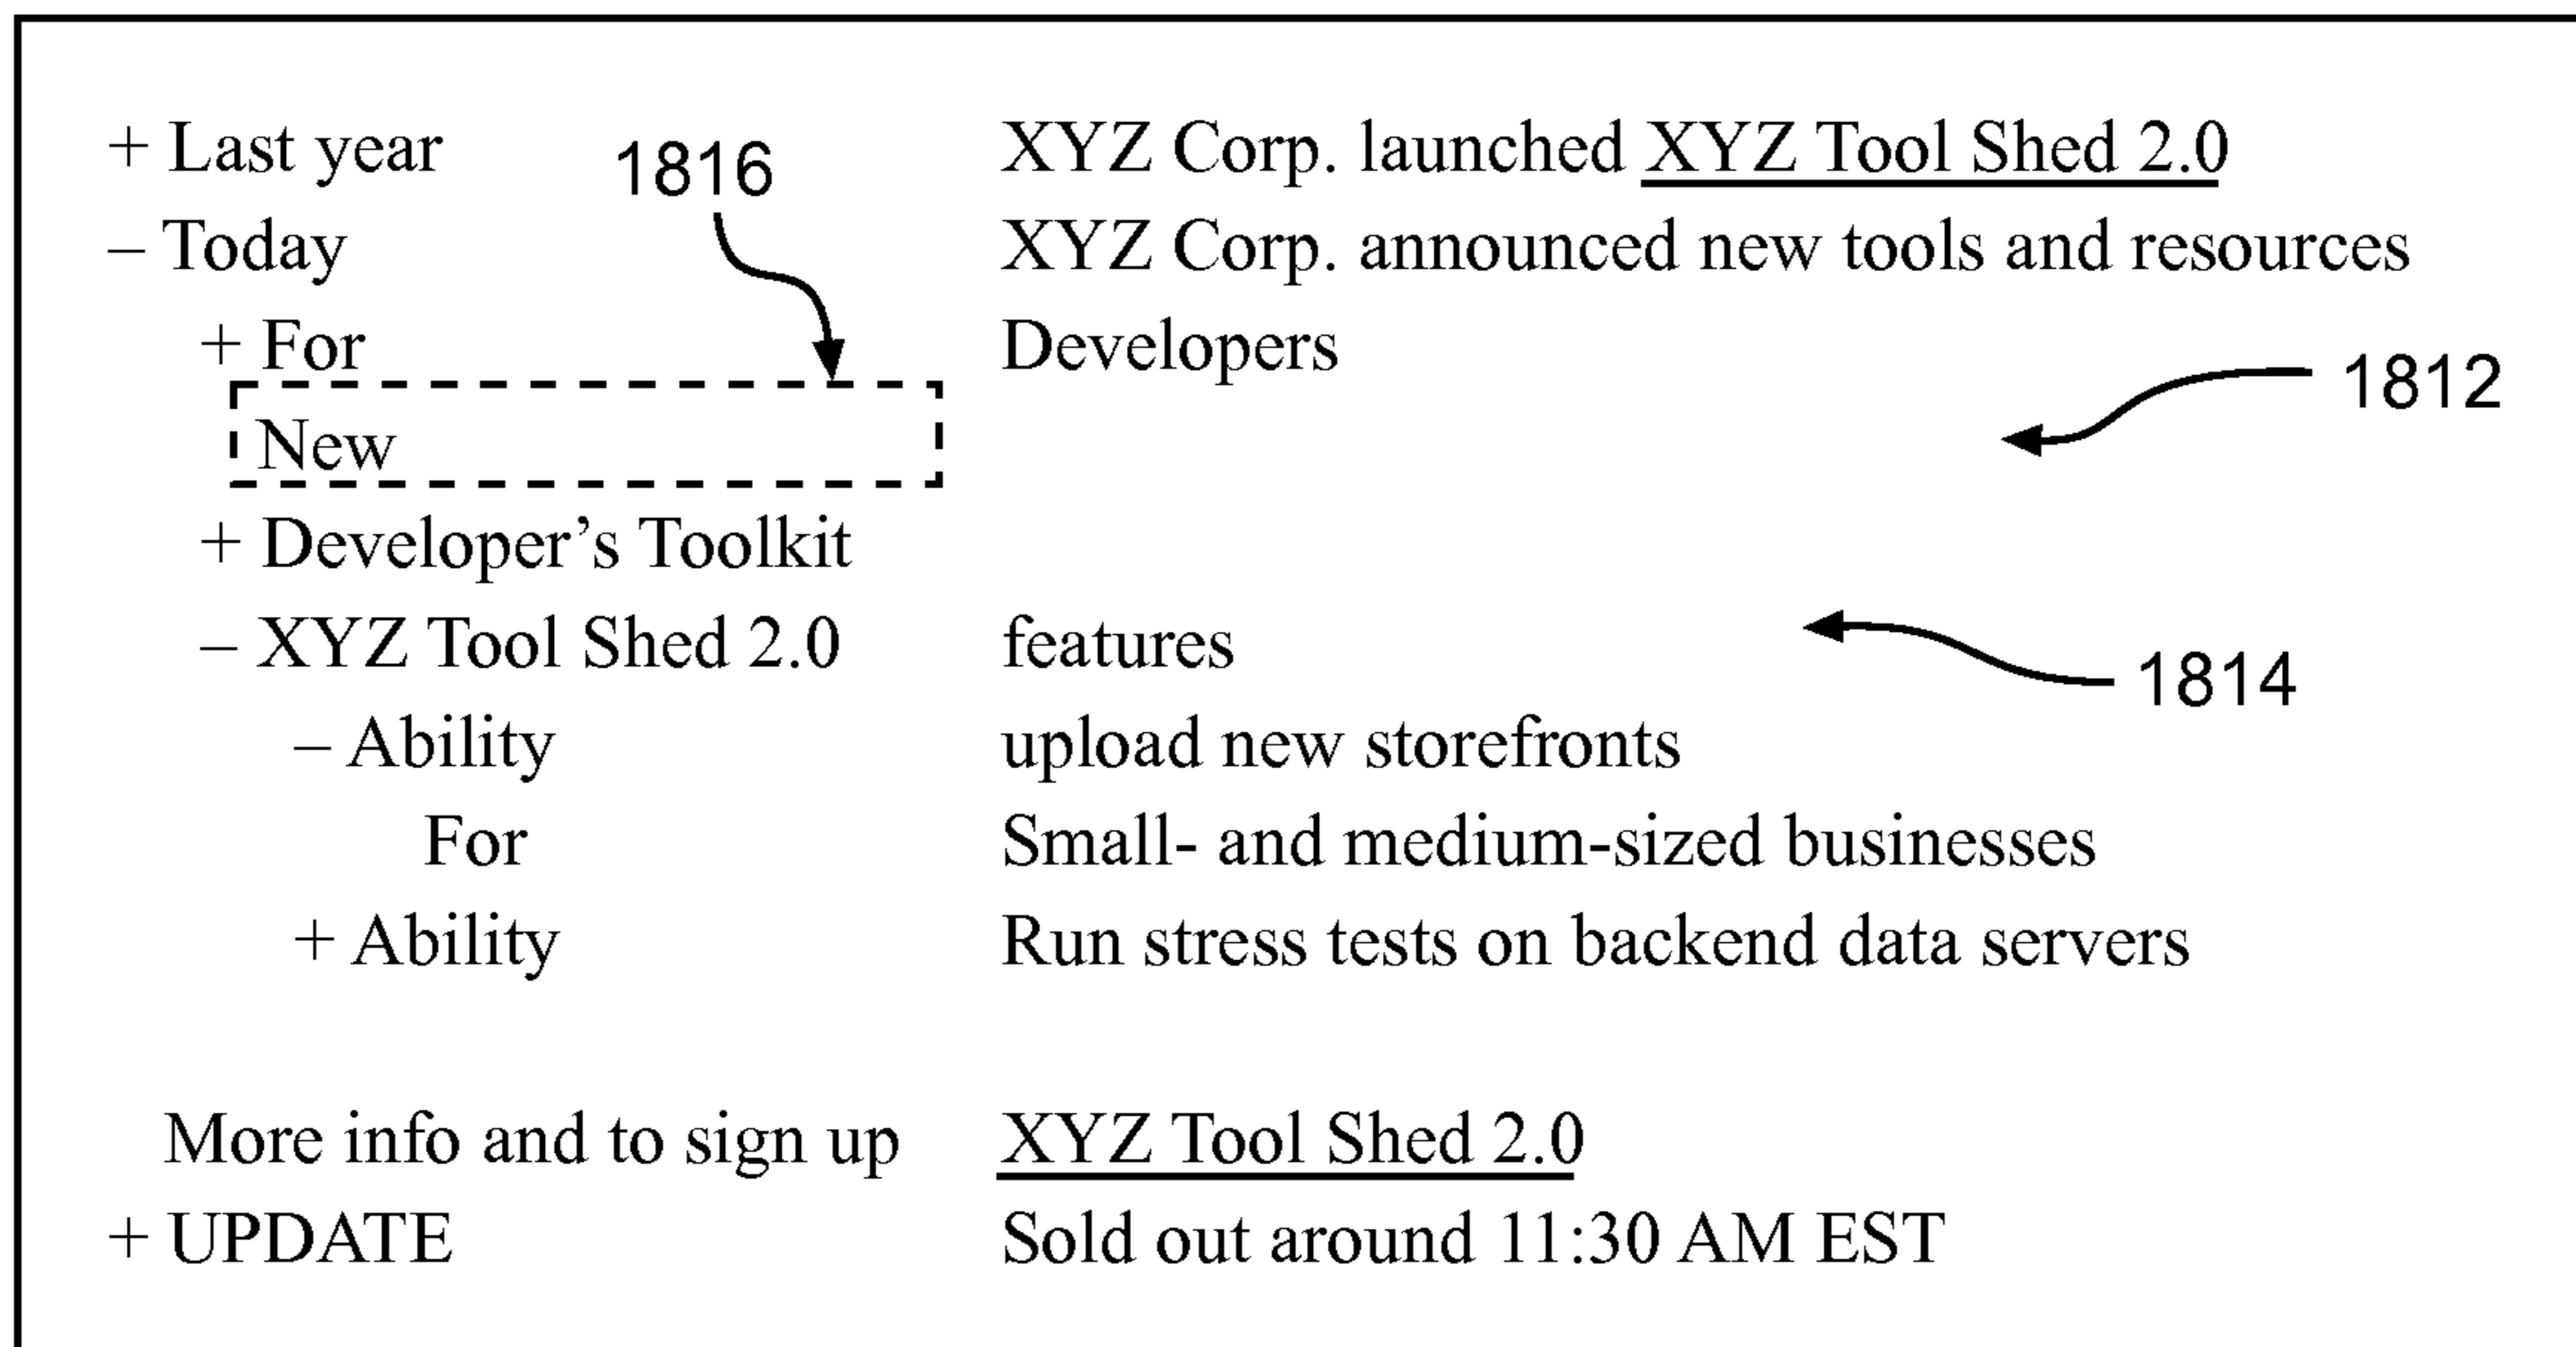 + Last year 1816 XYZ Corp. launched XYZ Tool Shed 2.0
– Today XYZ Corp. announced new tools and resources
+ For Developers
1812
New
+ Developer’s Toolkit
– XYZ Tool Shed 2.0 features
1814
– Ability upload new storefronts
For Small- and medium-sized businesses
+ Ability Run stress tests on backend data servers
More info and to sign up XYZ Tool Shed 2.0
+ UPDATE Sold out around 11:30 AM EST